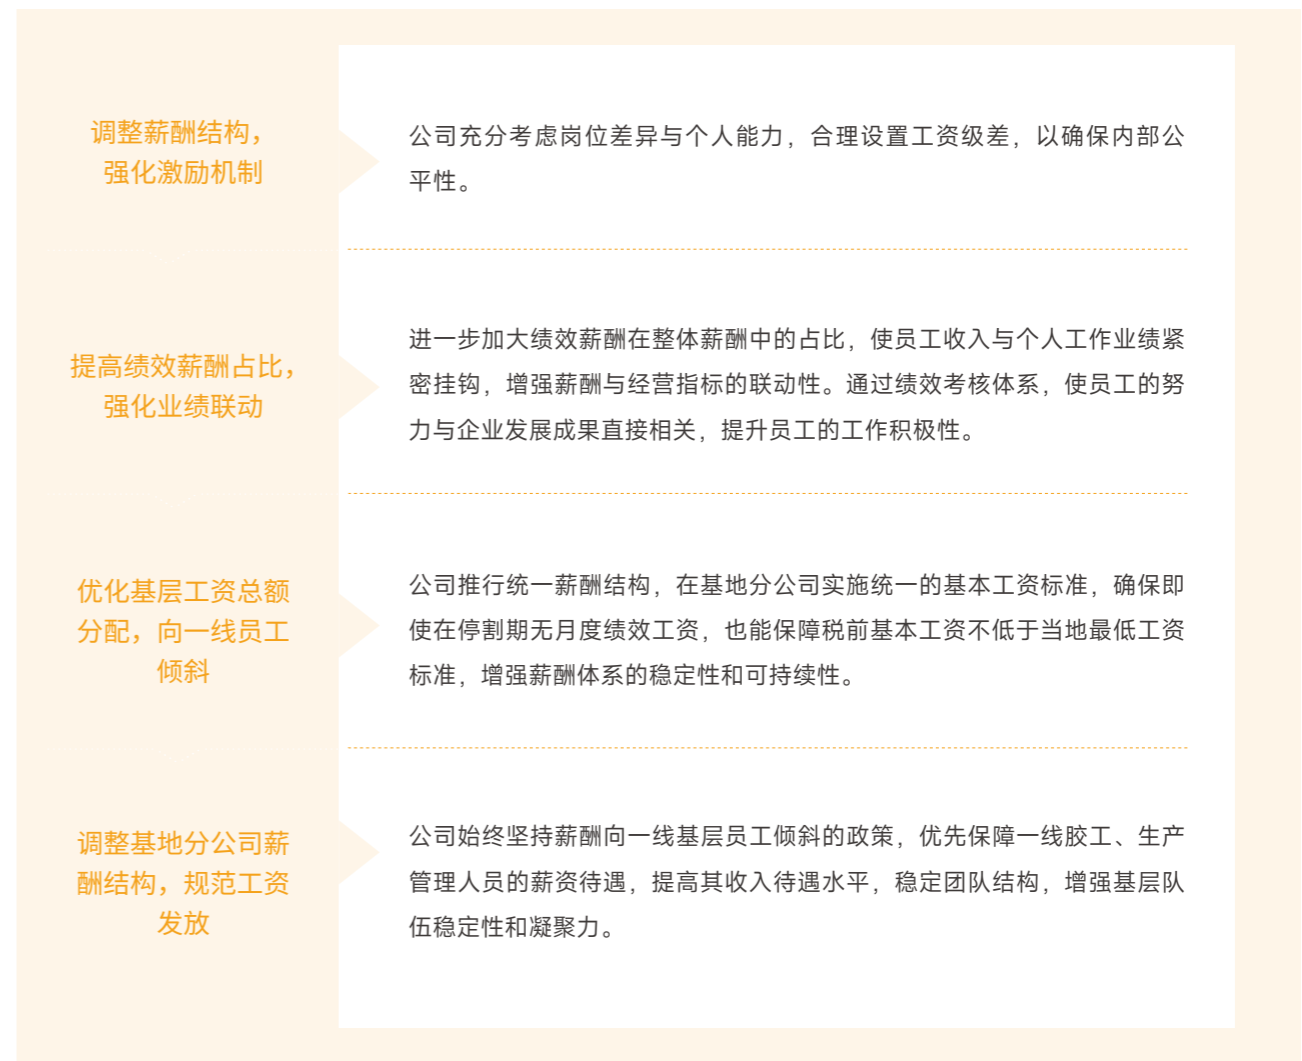 调整薪酬结构，
强化激励机制
公司充分考虑岗位差异与个人能力，合理设置工资级差，以确保内部公
平性。
提高绩效薪酬占比，
强化业绩联动
进一步加大绩效薪酬在整体薪酬中的占比，使员工收入与个人工作业绩紧
密挂钩，增强薪酬与经营指标的联动性。通过绩效考核体系，使员工的努
力与企业发展成果直接相关，提升员工的工作积极性。
优化基层工资总额
分配，向一线员工
倾斜
公司推行统一薪酬结构，在基地分公司实施统一的基本工资标准，确保即
使在停割期无月度绩效工资，也能保障税前基本工资不低于当地最低工资
标准，增强薪酬体系的稳定性和可持续性。
调整基地分公司薪
酬结构，规范工资
发放
公司始终坚持薪酬向一线基层员工倾斜的政策，优先保障一线胶工、生产
管理人员的薪资待遇，提高其收入待遇水平，稳定团队结构，增强基层队
伍稳定性和凝聚力。